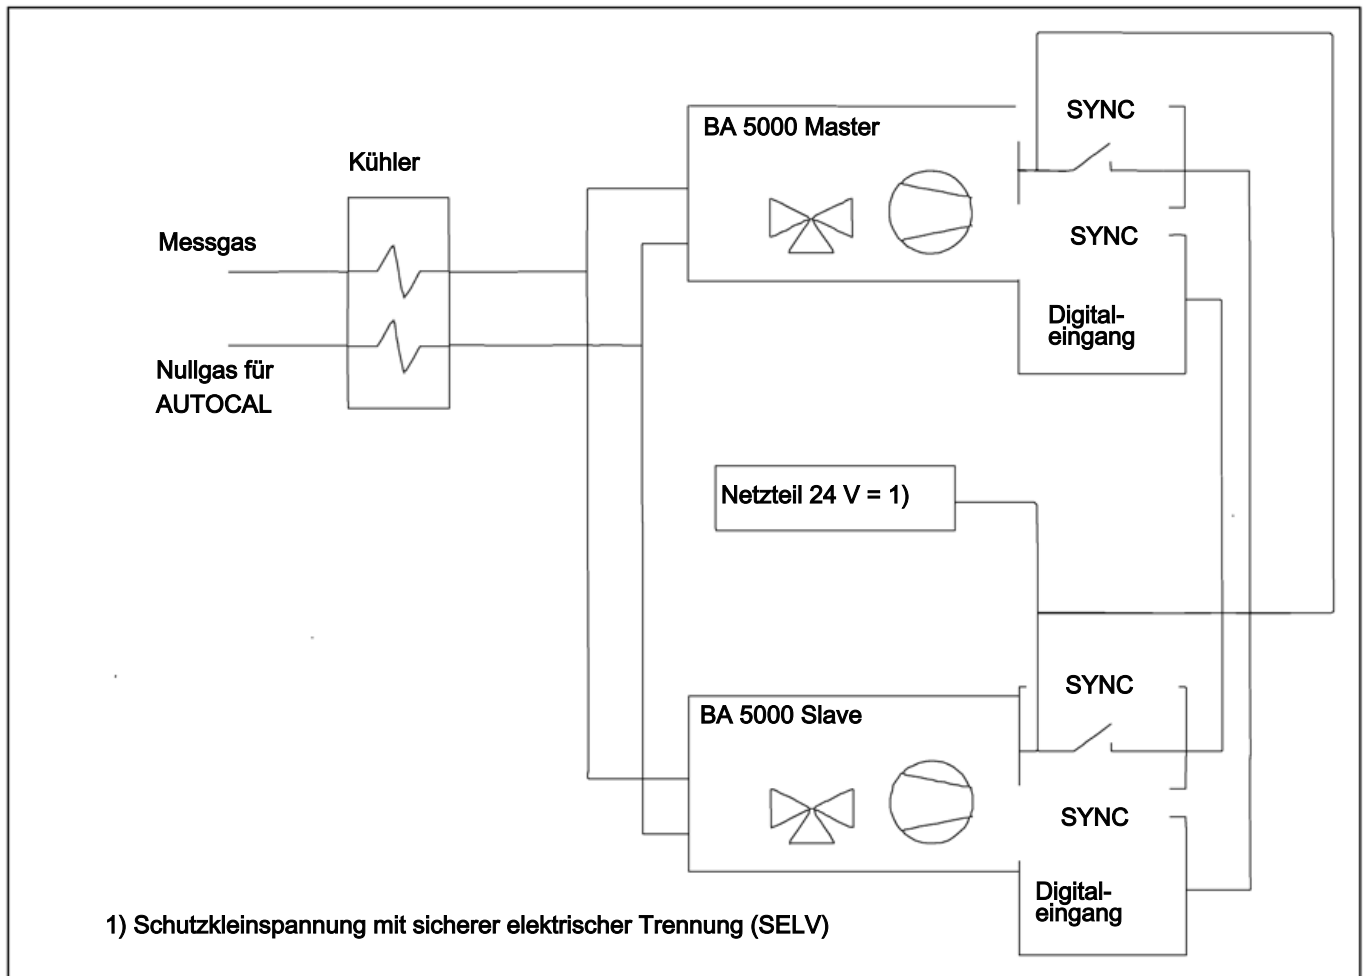 SYNC
BA 5000 Master
Kühler
Messgas
SYNC
Digital-
eingang
Nullgas für
AUTOCAL
Netzteil 24 V = 1)
SYNC
BA 5000 Slave
SYNC
Digital-
eingang
1) Schutzkleinspannung mit sicherer elektrischer Trennung (SELV)